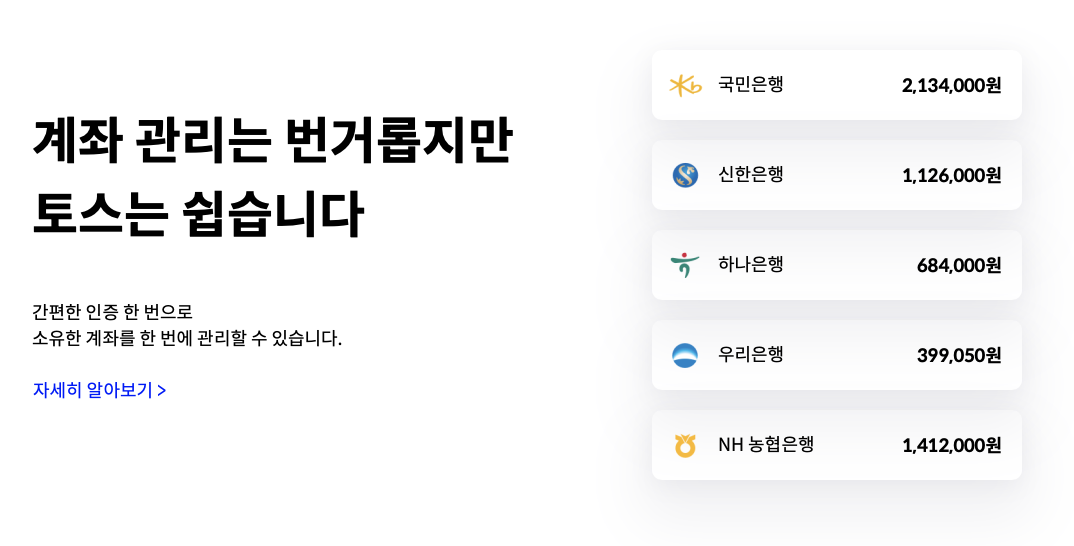 계좌 관리는 번거롭지만
토스는 쉽습니다
간편한 인증 한 번으로
소유한 계좌를 한 번에 관리할 수 있습니다.
자세히 알아보기 >
국민은행 2,134,000원
신한은행 1,126,000원
하나은행 684,000원
우리은행 399,050원
NH 농협은행 1,412,000원